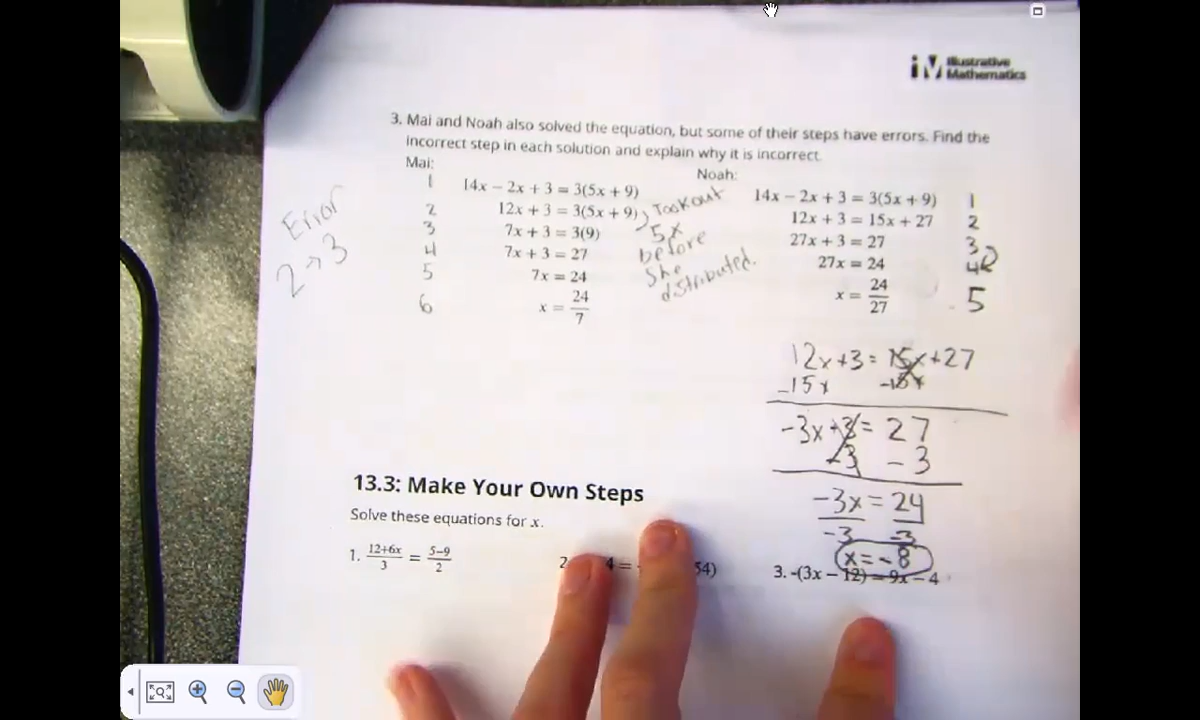 Illustrative
Mathematics
3. Mai and Noah also solved the equation, but some of their steps have errors. Find the
incorrect step in each solution and explain why it is incorrect.
Mai:
1 14x − 2x + 3 = 3(5x + 9)
2 12x + 3 = 3(5x + 9)
3 7x + 3 = 3(9)
4 7x + 3 = 27
5 7x = 24
6 x = 24/7
Error
2→3
Took out
5x
before
She
distributed.
Noah:
14x − 2x + 3 = 3(5x + 9) 1
12x + 3 = 15x + 27 2
27x + 3 = 27 3
27x = 24 4
x = 24/27 5
12x+3 = 15x+27
-15x -15x
-3x+3 = 27
-3 -3
-3x = 24
-3 -3
x = -8
13.3: Make Your Own Steps
Solve these equations for x.
1. 12+6x/3 = 5−9/2
2 4 = 54)
3. -(3x − 12) = 9x − 4